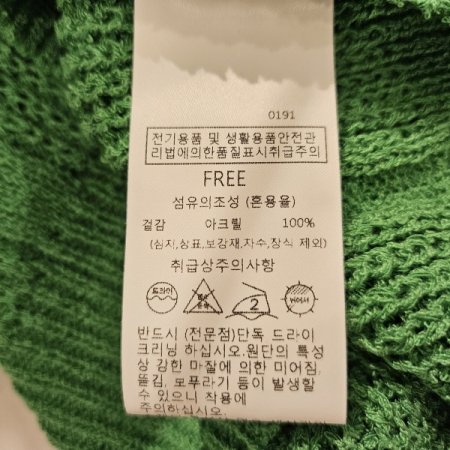 0191
전기용품 및 생활용품안전관
리법에의한품질표시취급주의
FREE
섬유의조성 (혼용율)
겉감 아크릴 100%
(심지,상표,보강재,자수,장식 제외)
취급상주의사항
드라이 2
반드시 (전문점)단독 드라이
크리닝 하십시오.원단의 특성
상 강한 마찰에 의한 미어짐,
뜯김, 보푸라기 등이 발생할
수 있으니 착용에
주의하십시오.